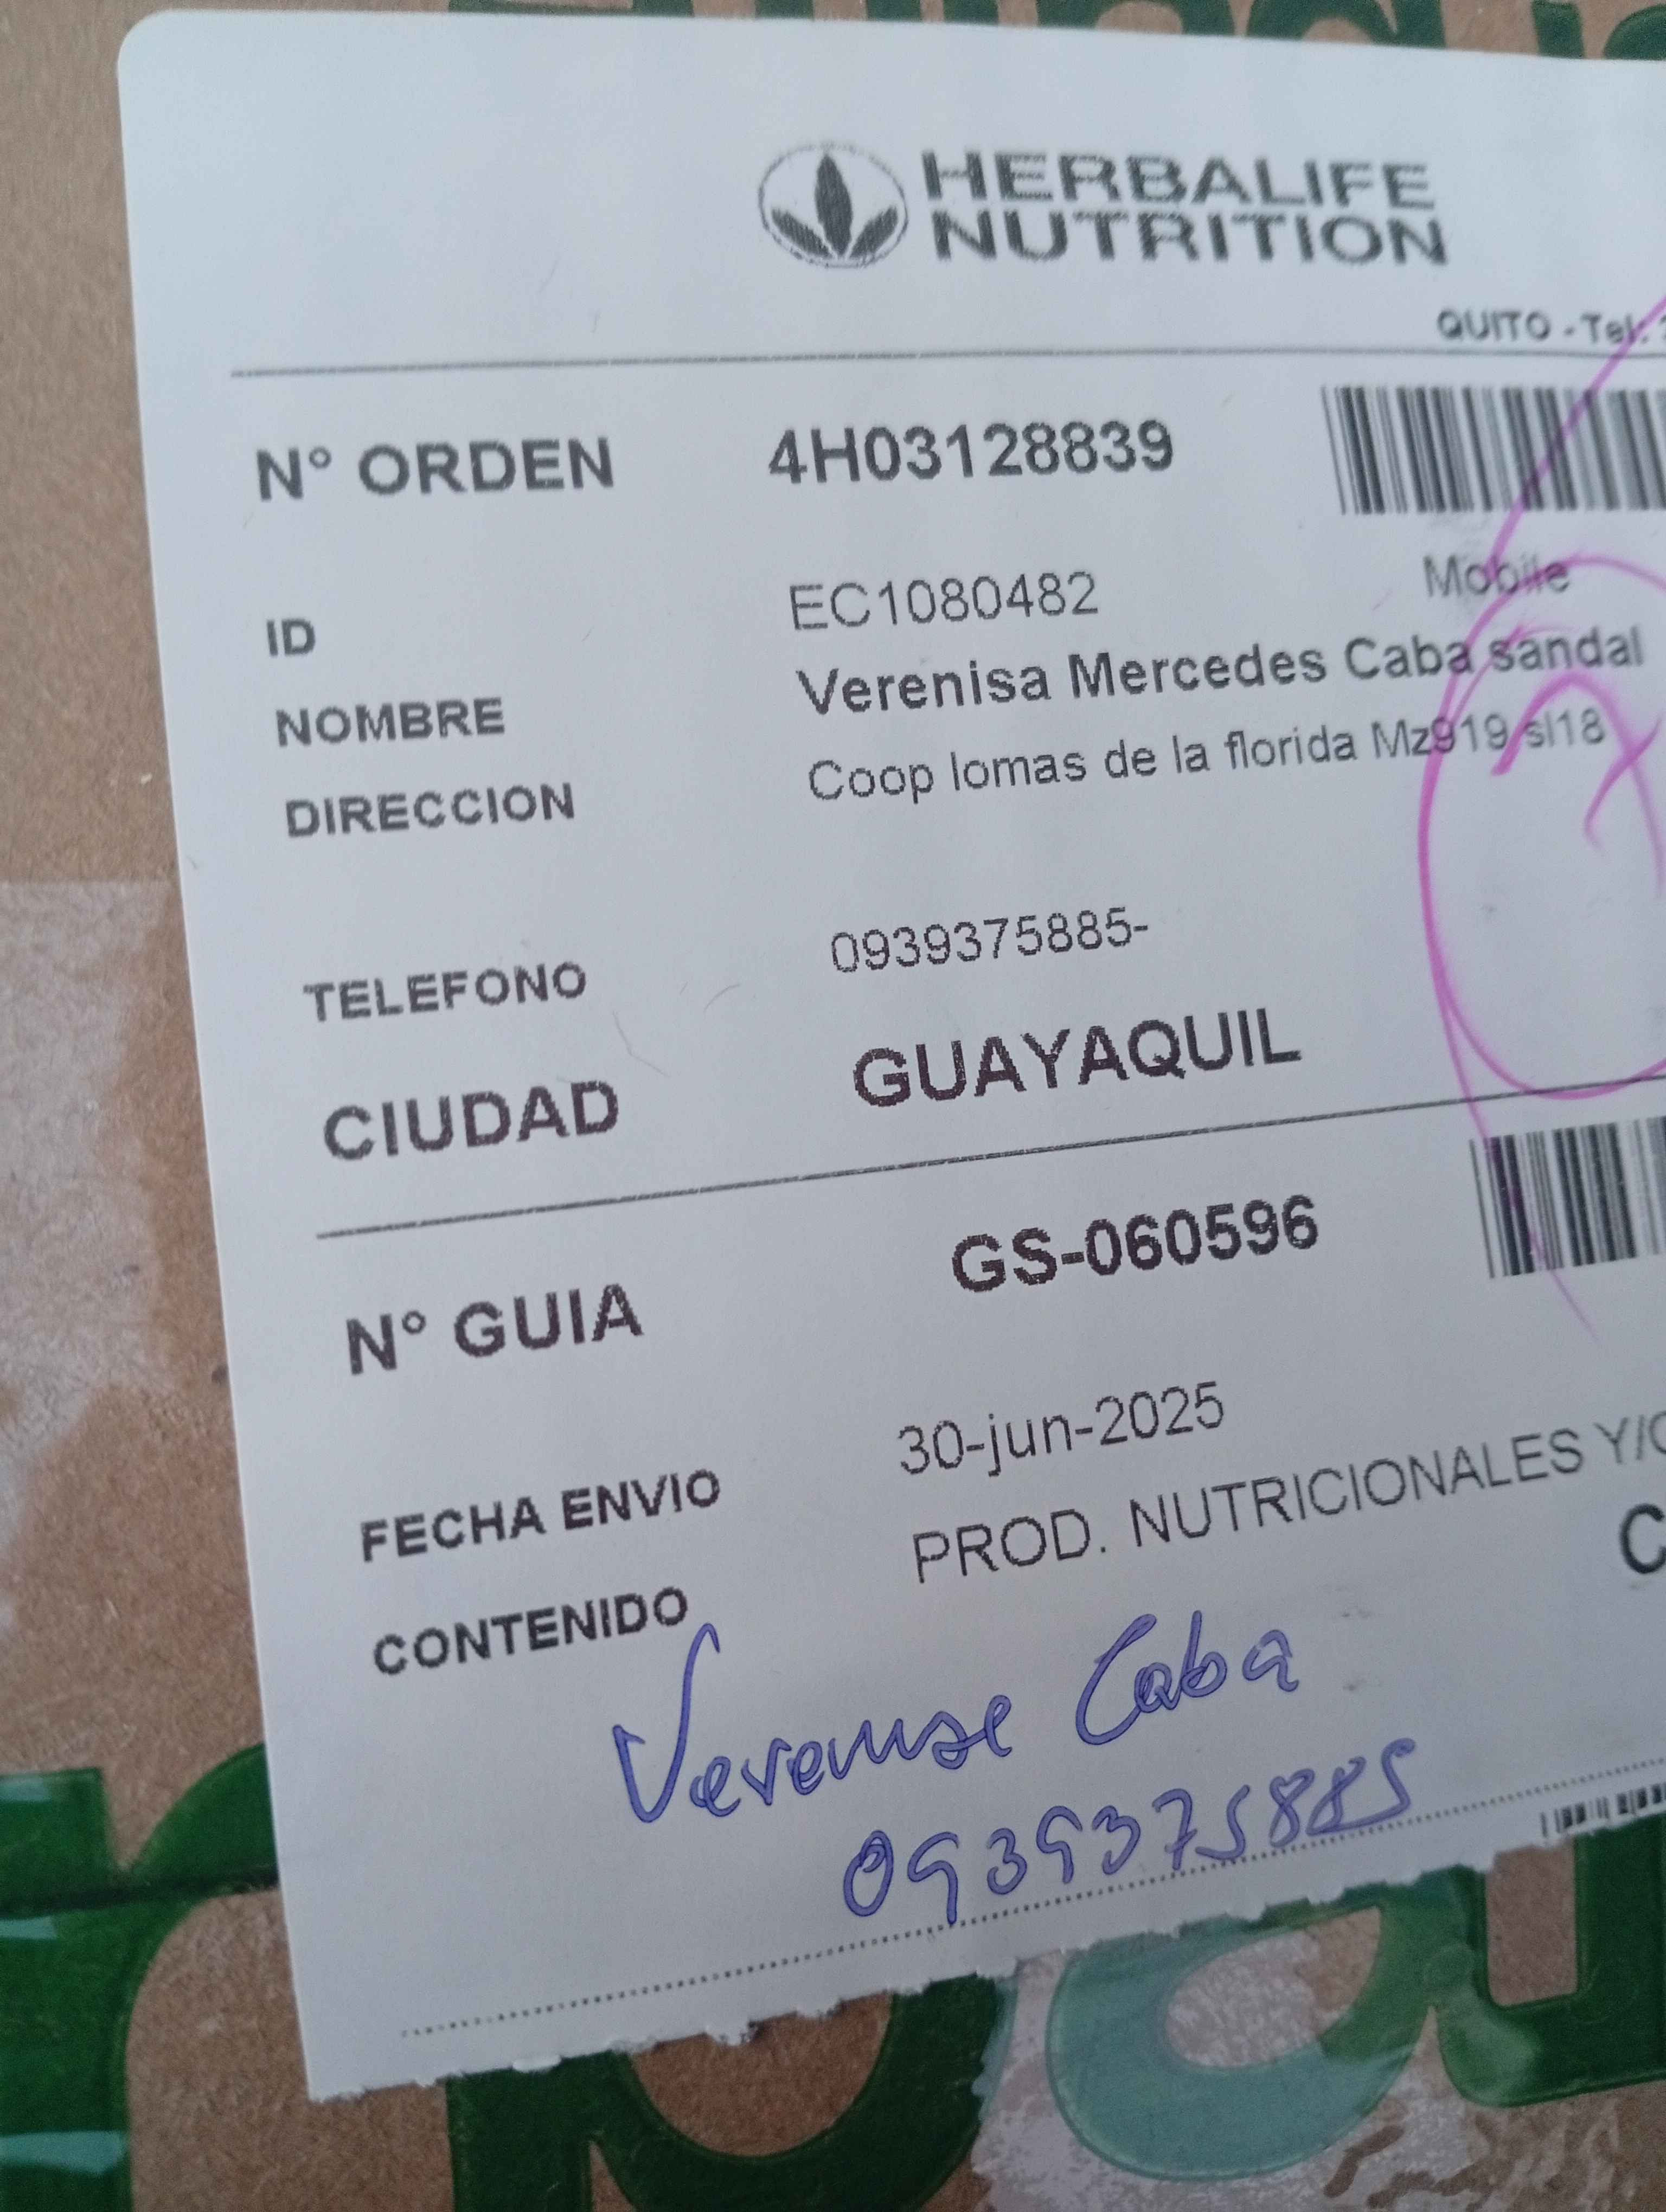 HERBALIFE
NUTRITION
QUITO - Tel:
N° ORDEN 4H03128839
ID EC1080482 Mobile
NOMBRE Verenisa Mercedes Caba sandal
DIRECCION Coop lomas de la florida Mz919 sl18
TELEFONO 0939375885-
CIUDAD GUAYAQUIL
N° GUIA GS-060596
FECHA ENVIO 30-jun-2025
CONTENIDO PROD. NUTRICIONALES Y/O
C
Caba
0939375885